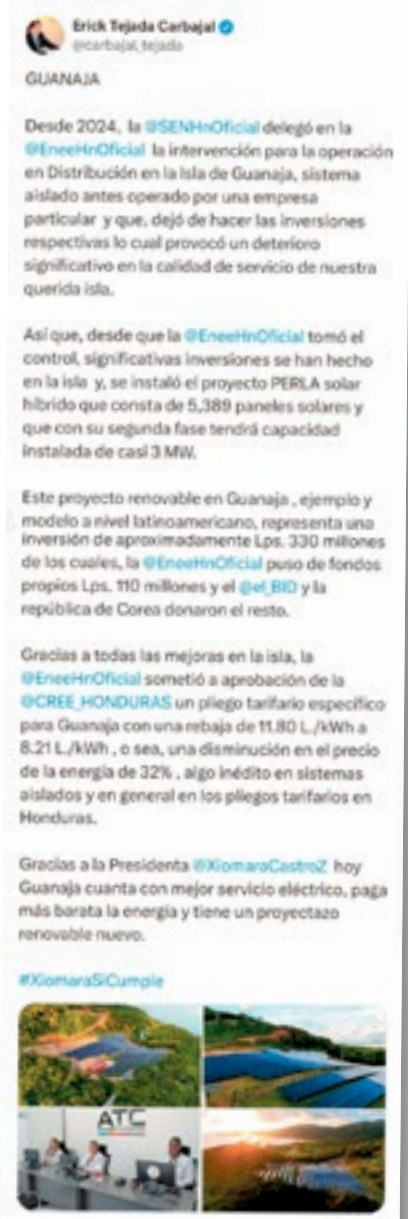 Erick Tejada Carbajal
@carbajal_tejada
GUANAJA
Desde 2024, la @SENHnOficial delegó en la
@EneeHnOficial la intervención para la operación
en Distribución en la Isla de Guanaja, sistema
aislado antes operado por una empresa
particular y que, dejó de hacer las inversiones
respectivas lo cual provocó un deterioro
significativo en la calidad de servicio de nuestra
querida isla.
Así que, desde que la @EneeHnOficial tomó el
control, significativas inversiones se han hecho
en la isla y, se instaló el proyecto PERLA solar
híbrido que consta de 5,389 paneles solares y
que con su segunda fase tendrá capacidad
instalada de casi 3 MW.
Este proyecto renovable en Guanaja , ejemplo y
modelo a nivel latinoamericano, representa una
inversión de aproximadamente Lps. 330 millones
de los cuales, la @EneeHnOficial puso de fondos
propios Lps. 110 millones y el @el_BID y la
república de Corea donaron el resto.
Gracias a todas las mejoras en la isla, la
@EneeHnOficial sometió a aprobación de la
@CREE_HONDURAS un pliego tarifario específico
para Guanaja con una rebaja de 11.80 L./kWh a
8.21 L./kWh , o sea, una disminución en el precio
de la energía de 32% , algo inédito en sistemas
aislados y en general en los pliegos tarifarios en
Honduras.
Gracias a la Presidenta @XiomaraCastroZ hoy
Guanaja cuanta con mejor servicio eléctrico, paga
más barata la energía y tiene un proyectazo
renovable nuevo.
#XiomaraSíCumple
ATC